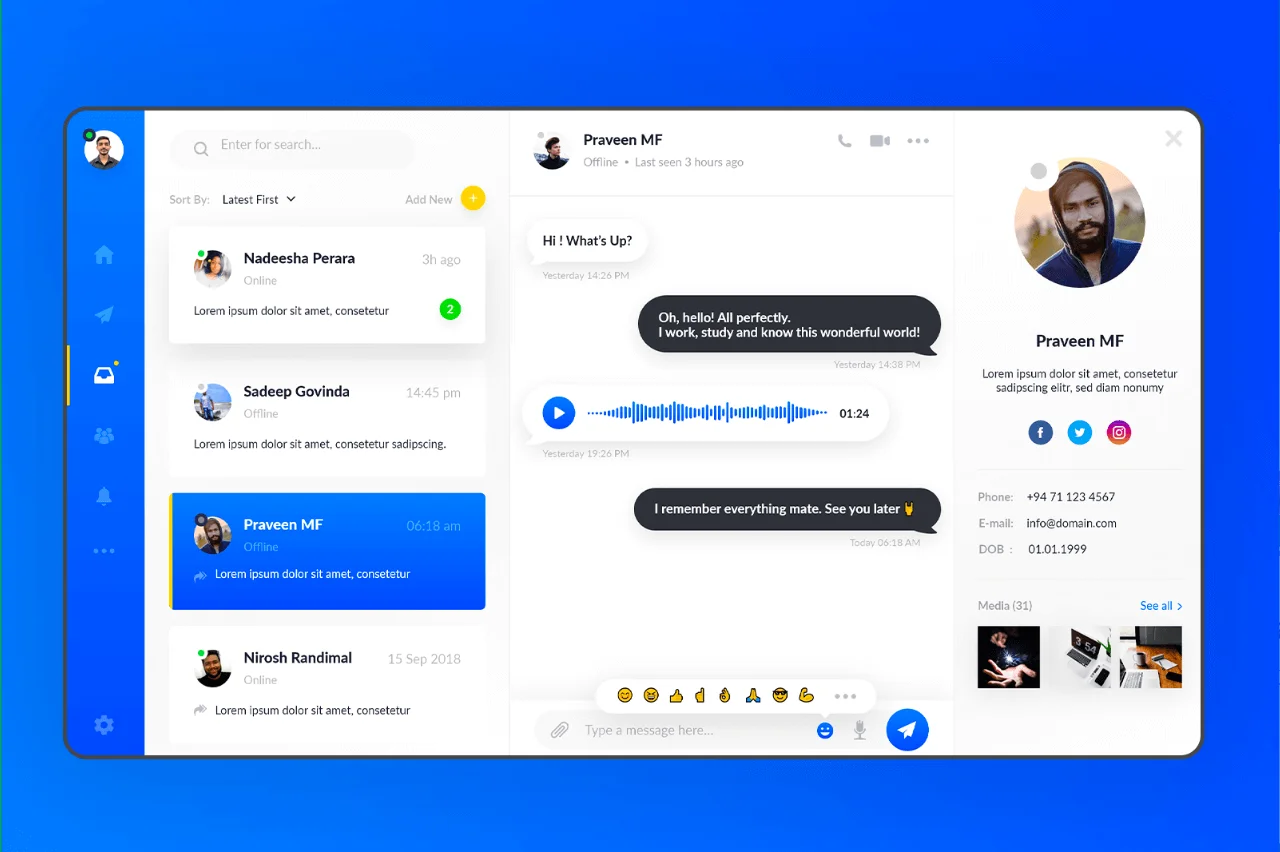 Enter for search...
Sort By: Latest First
Add New +
Nadeesha Perara
3h ago
Online
Lorem ipsum dolor sit amet, consetetur
2
Sadeep Govinda
14:45 pm
Offline
Lorem ipsum dolor sit amet, consetetur sadipscing.
Praveen MF
06:18 am
Offline
Lorem ipsum dolor sit amet, consetetur
Nirosh Randimal
15 Sep 2018
Online
Lorem ipsum dolor sit amet, consetetur
Praveen MF
Offline • Last seen 3 hours ago
Hi ! What's Up?
Yesterday 14:26 PM
Oh, hello! All perfectly.
I work, study and know this wonderful world!
Yesterday 14:38 PM
01:24
Yesterday 19:26 PM
I remember everything mate. See you later
Today 06:18 AM
Type a message here...
Praveen MF
Lorem ipsum dolor sit amet, consetetur
sadipscing elitr, sed diam nonumy
Phone: +94 71 123 4567
E-mail: info@domain.com
DOB : 01.01.1999
Media (31)
See all >
3 54